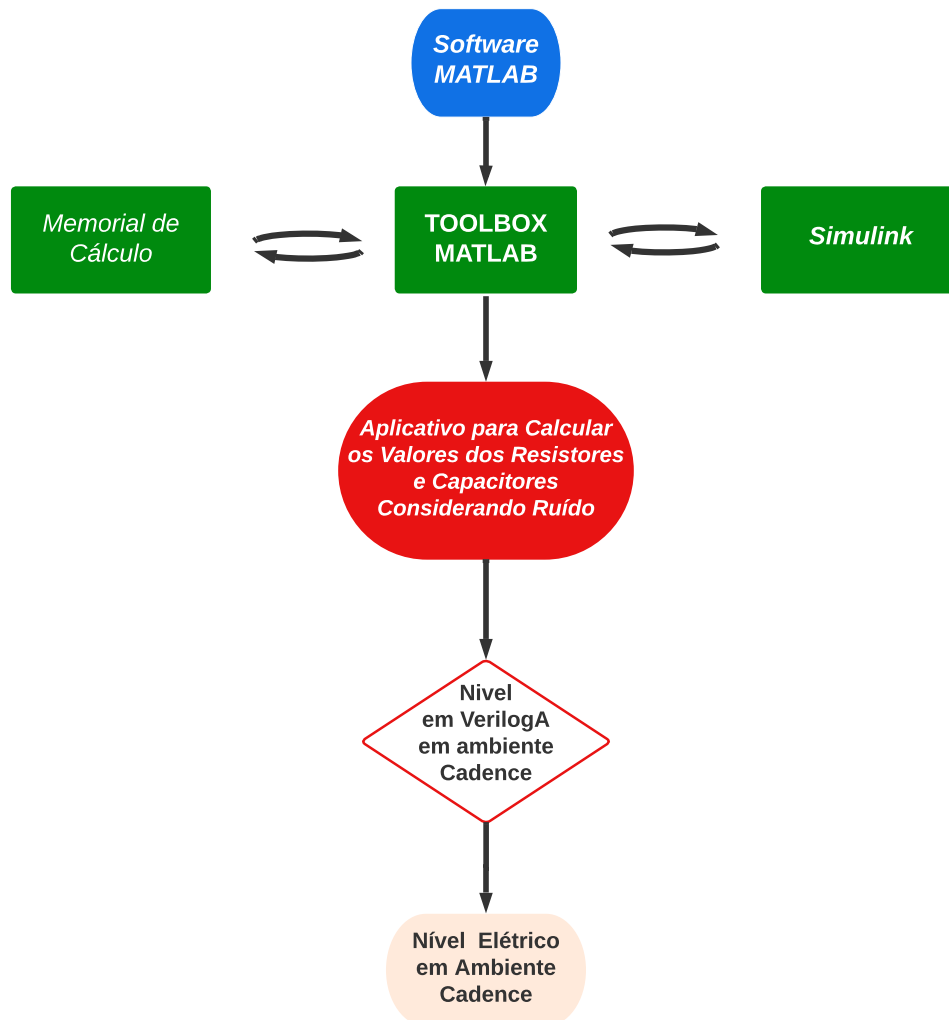 Software
MATLAB
Memorial de
Cálculo
TOOLBOX
MATLAB
Simulink
Aplicativo para Calcular
os Valores dos Resistores
e Capacitores
Considerando Ruído
Nivel
em VerilogA
em ambiente
Cadence
Nível Elétrico
em Ambiente
Cadence